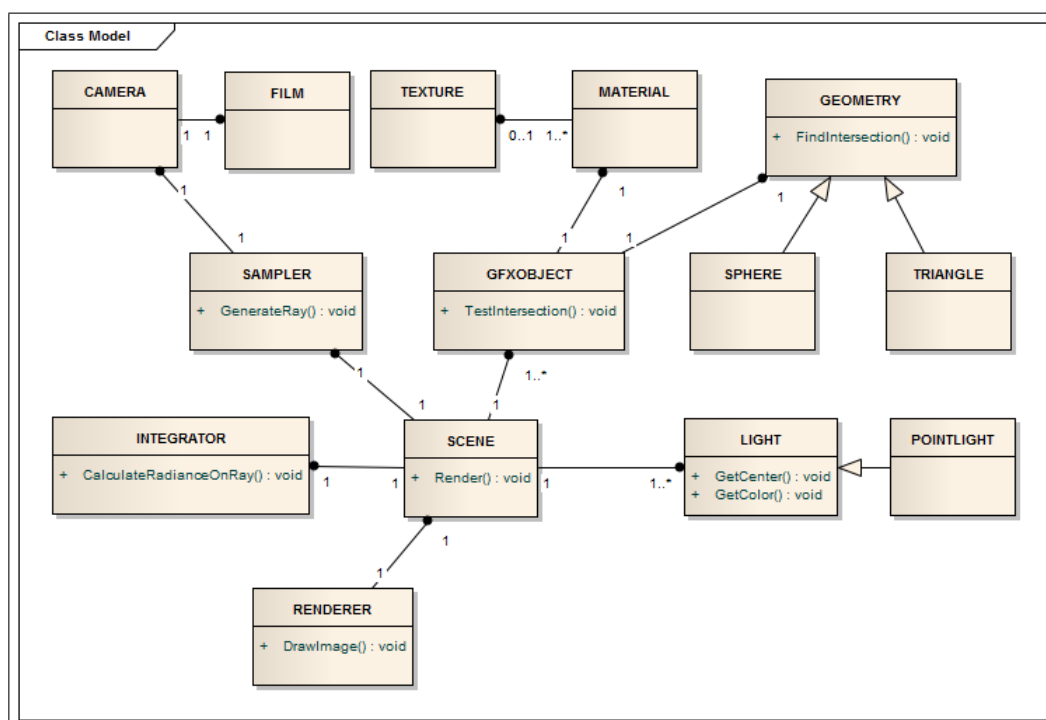 Class Model
CAMERA
FILM
TEXTURE
MATERIAL
GEOMETRY
+ FindIntersection() : void
1 1
0..1 1..*
1
1
1
1
1
1
SAMPLER
+ GenerateRay() : void
GFXOBJECT
+ TestIntersection() : void
SPHERE
TRIANGLE
1
1..*
1
1
INTEGRATOR
+ CalculateRadianceOnRay() : void
SCENE
+ Render() : void
LIGHT
+ GetCenter() : void
+ GetColor() : void
POINTLIGHT
1
1
1
1..*
1
1
RENDERER
+ DrawImage() : void